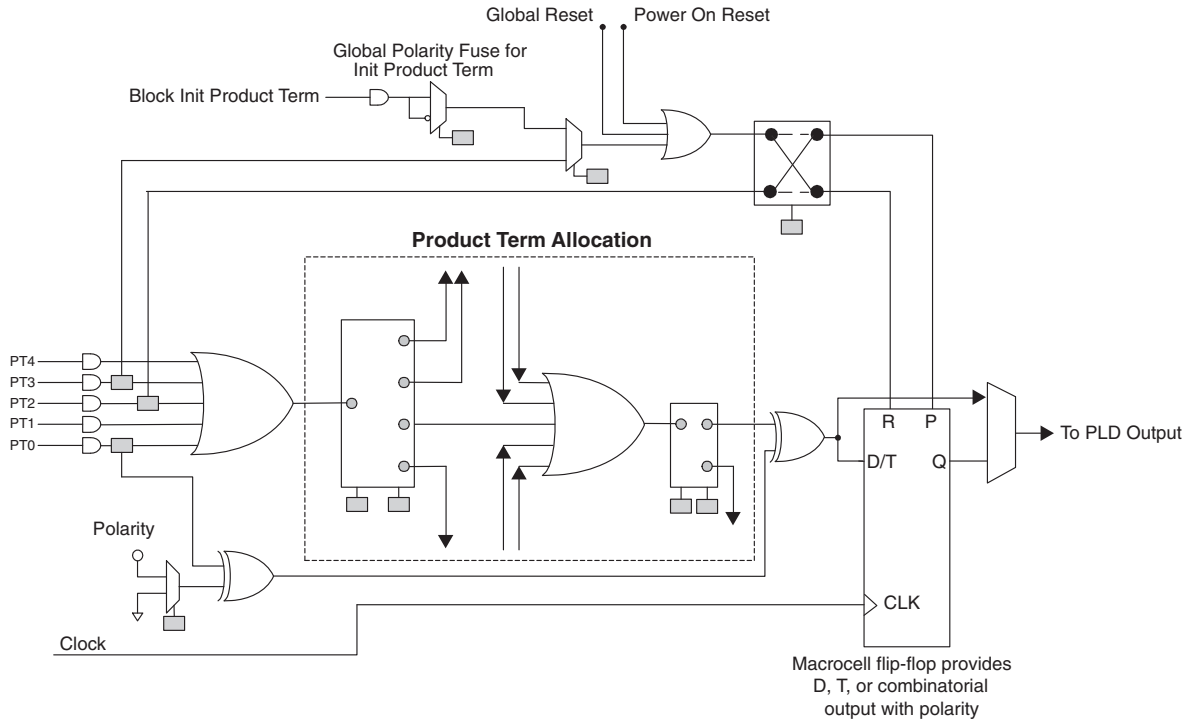 Global Reset
Power On Reset
Global Polarity Fuse for
Init Product Term
Block Init Product Term
Product Term Allocation
PT4
PT3
PT2
PT1
PT0
R
P
To PLD Output
D/T
Q
Polarity
CLK
Clock
Macrocell flip-flop provides
D, T, or combinatorial
output with polarity